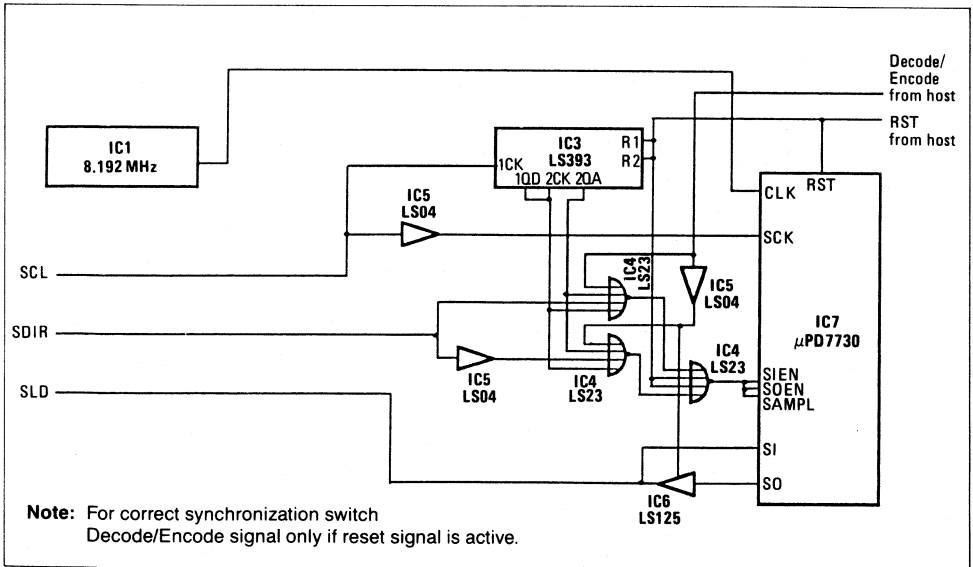 Decode/
Encode
from host
RST
from host
IC1
8.192 MHz
IC3
LS393
R1
R2
1CK
1QD 2CK 2QA
RST
CLK
IC5
LS04
SCK
SCL
IC4
LS23
IC5
LS04
SDIR
IC7
μPD7730
IC4
LS23
IC5
LS04
IC4
LS23
SIEN
SOEN
SAMPL
SLD
SI
SO
IC6
LS125
Note: For correct synchronization switch
Decode/Encode signal only if reset signal is active.